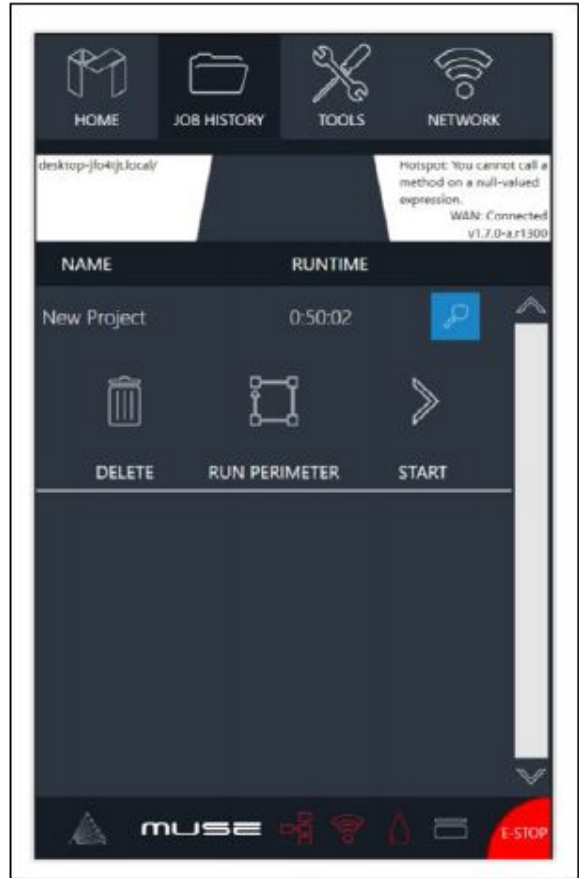 HOME JOB HISTORY TOOLS NETWORK
desktop-jfo4tjt.local/
Hotspot: You cannot call a
method on a null-valued
expression.
WAN: Connected
v1.7.0-a.r1300
NAME RUNTIME
New Project 0:50:02
DELETE RUN PERIMETER START
muse E-STOP